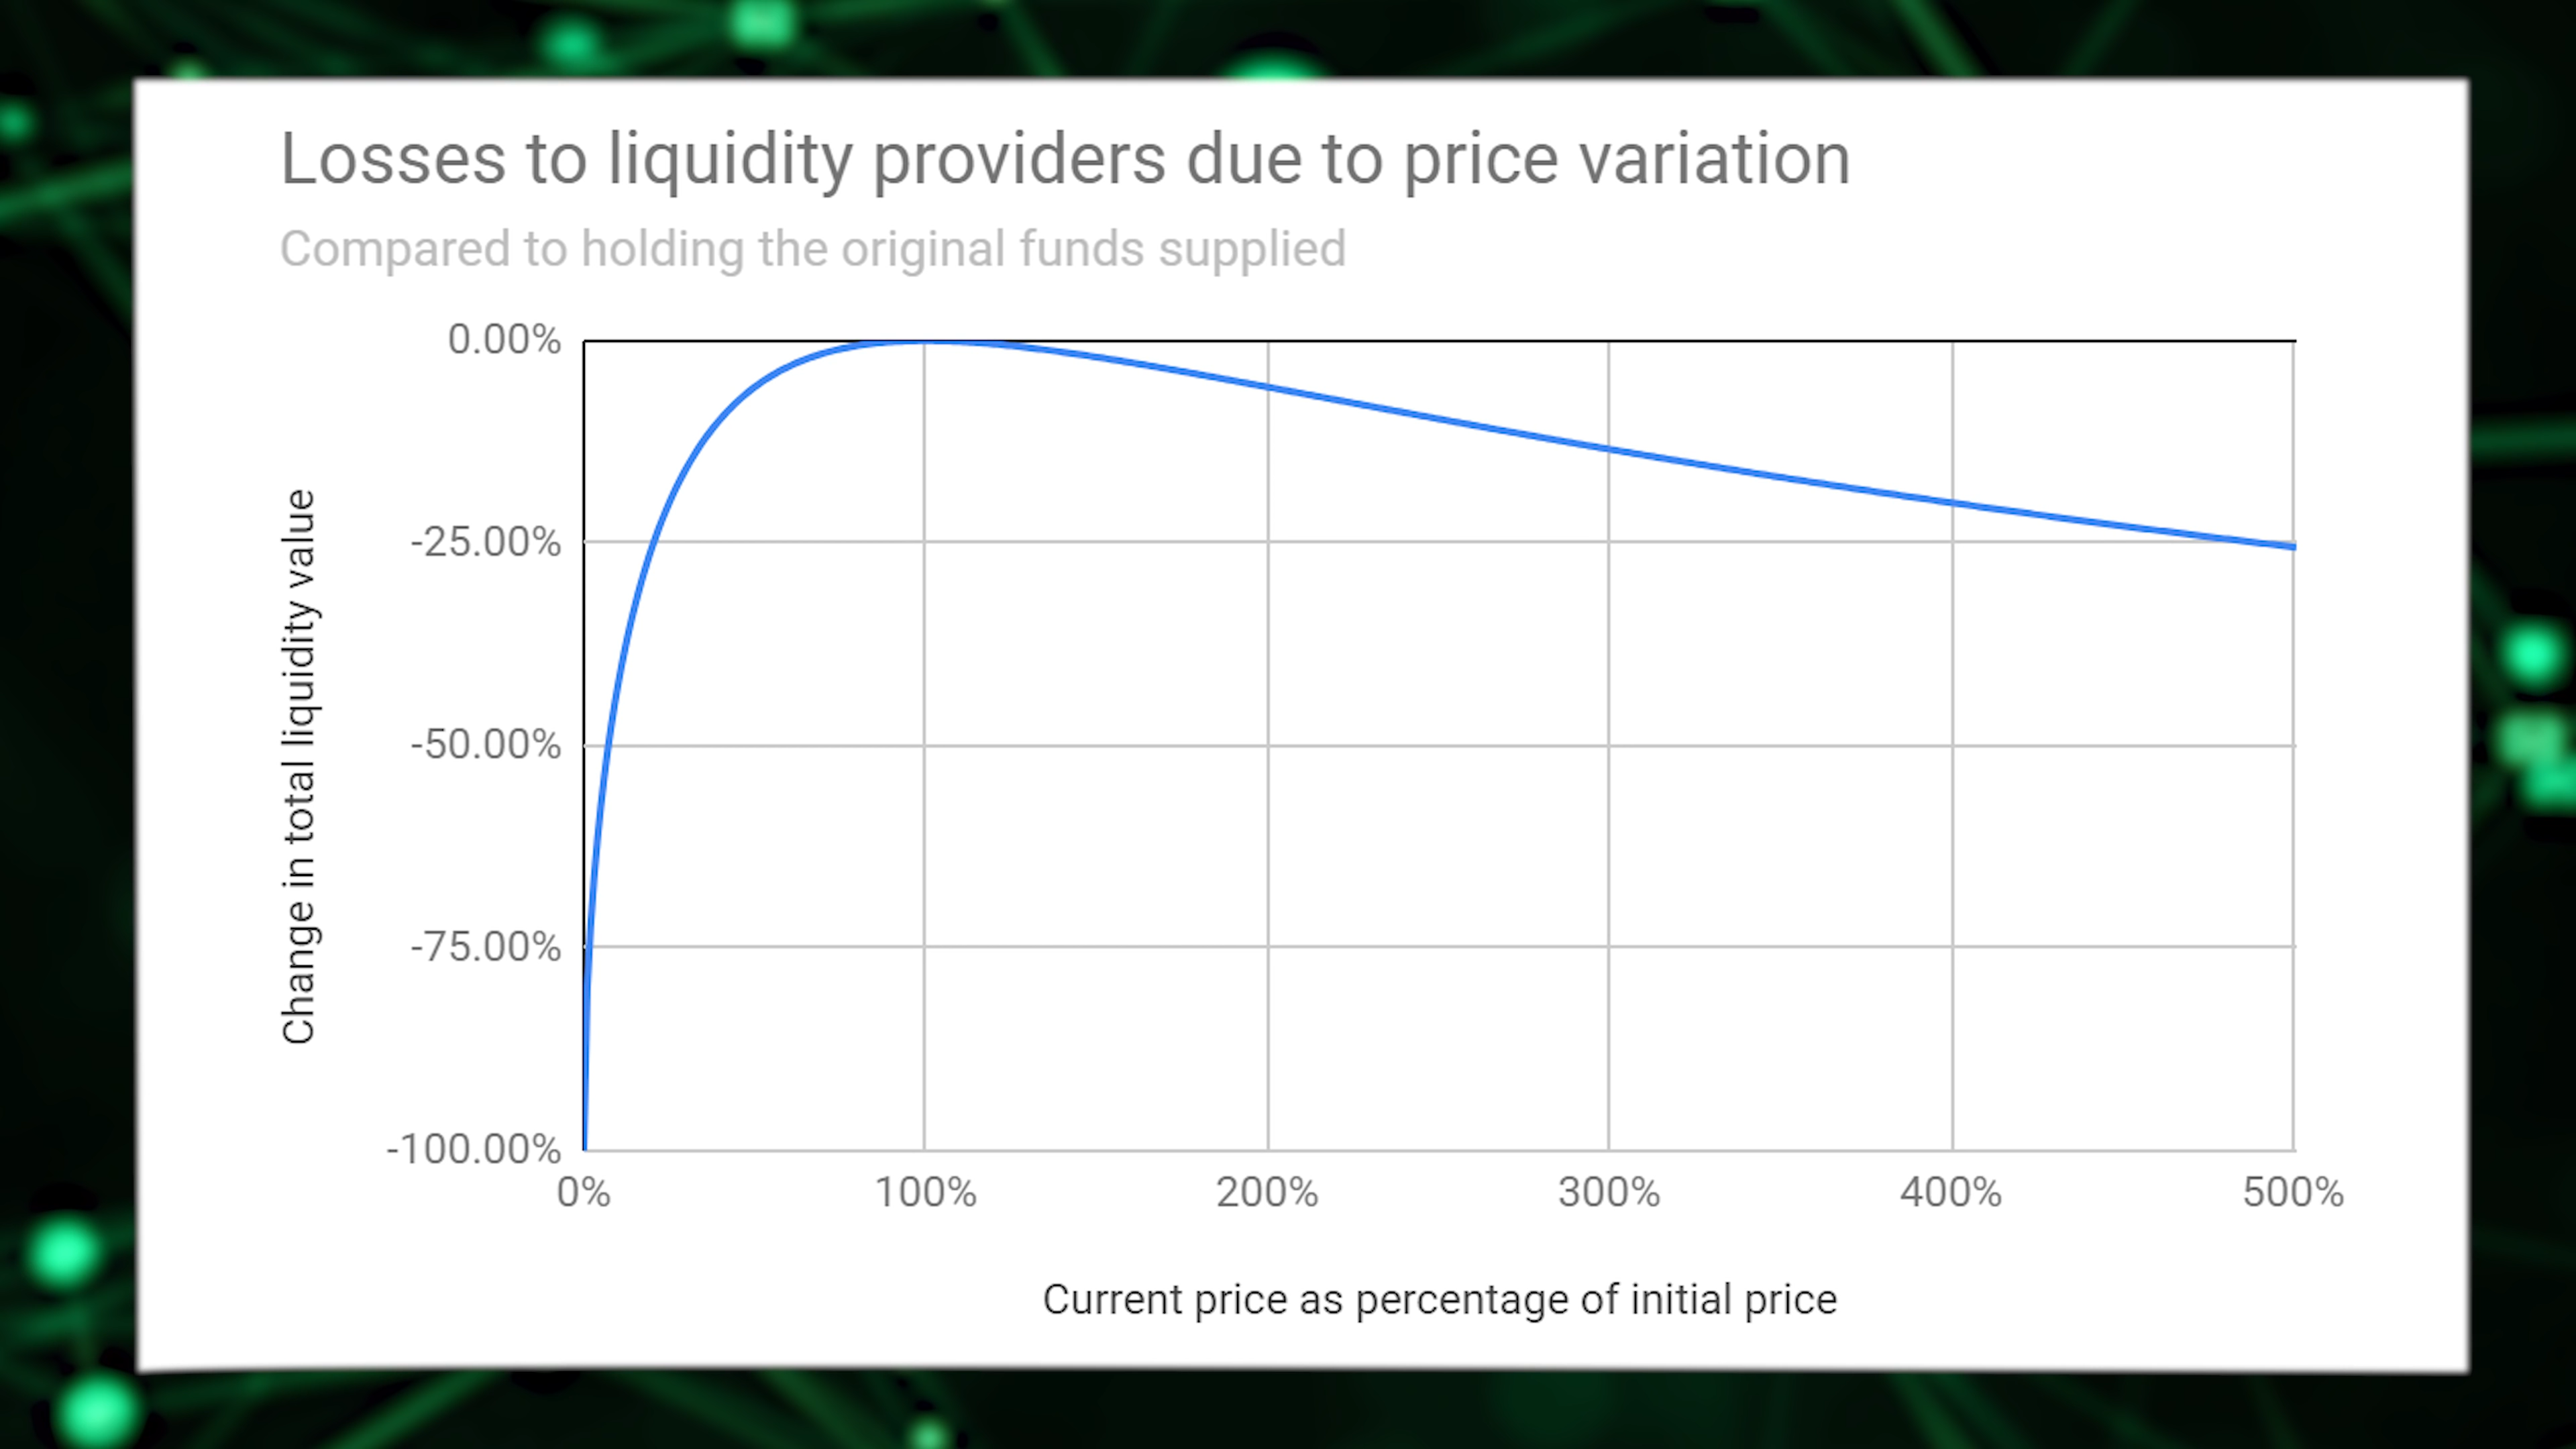 Losses to liquidity providers due to price variation
Compared to holding the original funds supplied
Change in total liquidity value
0.00%
-25.00%
-50.00%
-75.00%
-100.00%
0% 100% 200% 300% 400% 500%
Current price as percentage of initial price